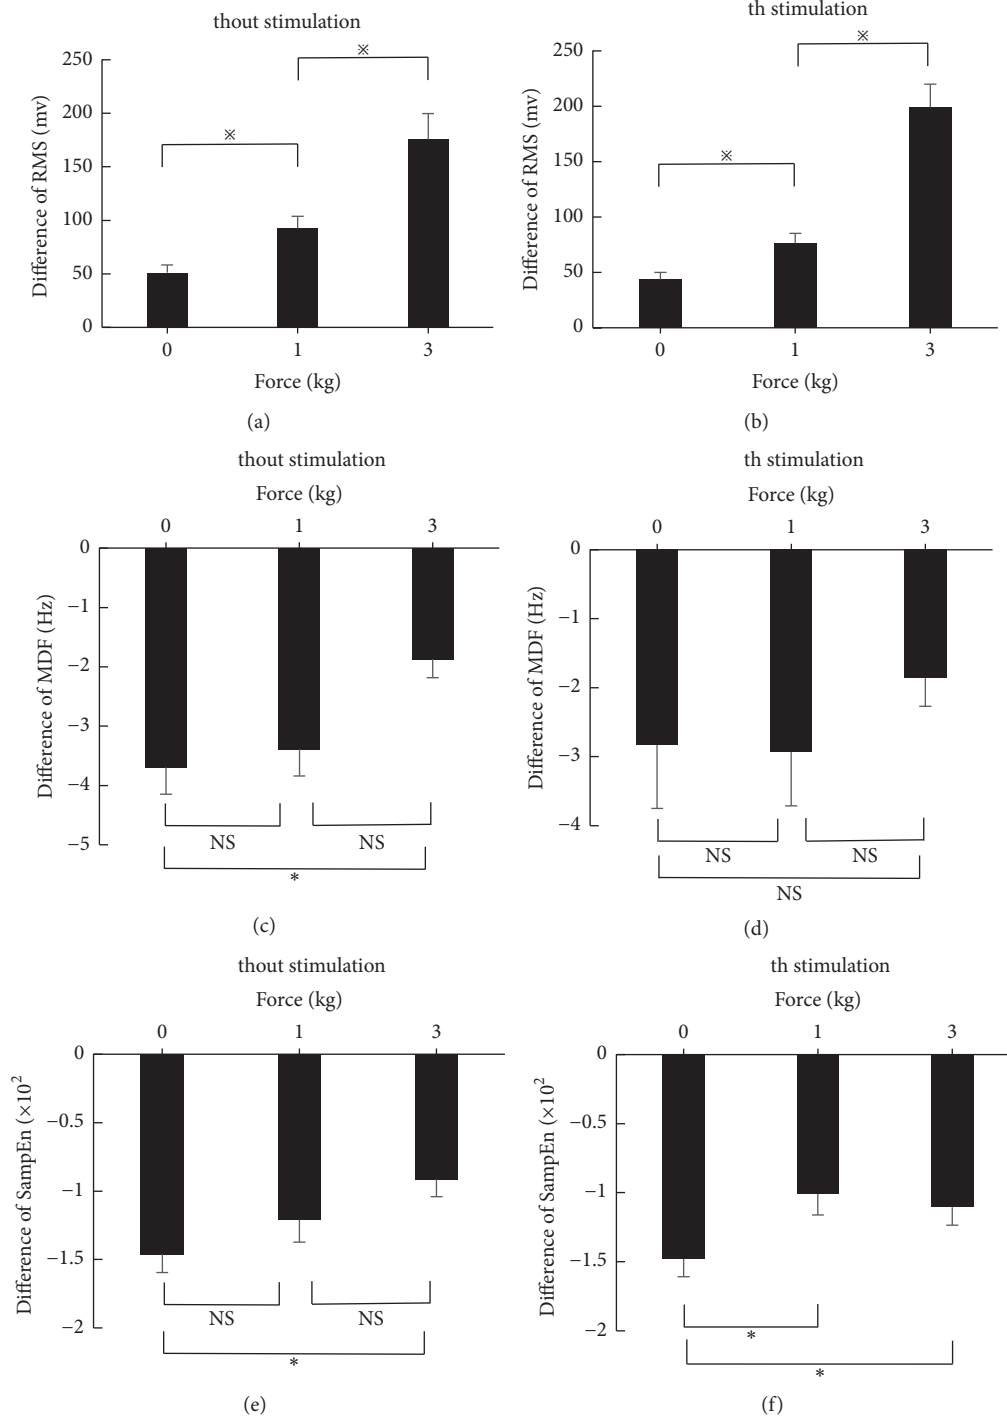 thout stimulation
※
※
Difference of RMS (mv)
250
200
150
100
50
0
0 1 3
Force (kg)
(a)
th stimulation
※
※
Difference of RMS (mv)
250
200
150
100
50
0
0 1 3
Force (kg)
(b)
thout stimulation
Force (kg)
0 1 3
Difference of MDF (Hz)
0
−1
−2
−3
−4
−5
NS NS
*
(c)
th stimulation
Force (kg)
0 1 3
Difference of MDF (Hz)
0
−1
−2
−3
−4
NS NS
NS
(d)
thout stimulation
Force (kg)
0 1 3
Difference of SampEn (×10²
0
−0.5
−1
−1.5
−2
NS NS
*
(e)
th stimulation
Force (kg)
0 1 3
Difference of SampEn (×10²
0
−0.5
−1
−1.5
−2
*
*
(f)